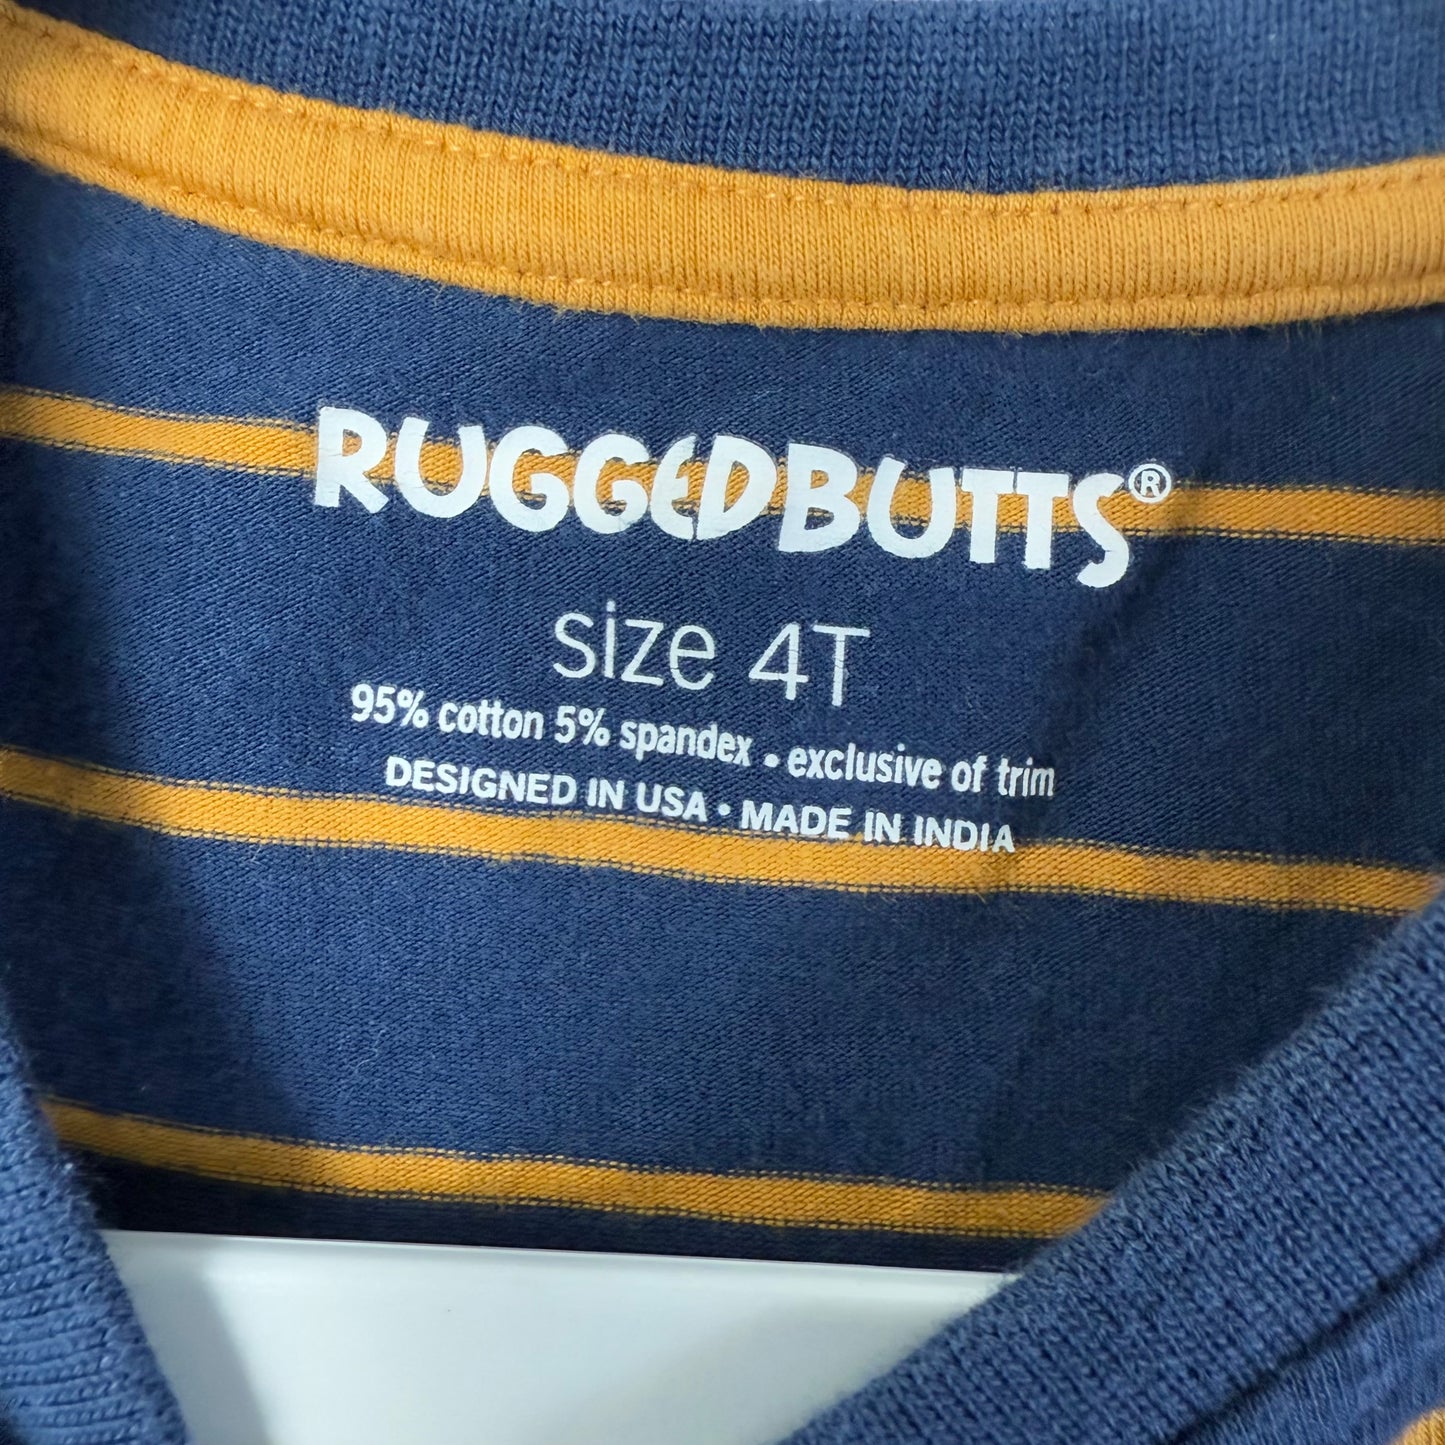 RUGGEDBUTTS®
size 4T
95% cotton 5% spandex • exclusive of trim
DESIGNED IN USA • MADE IN INDIA